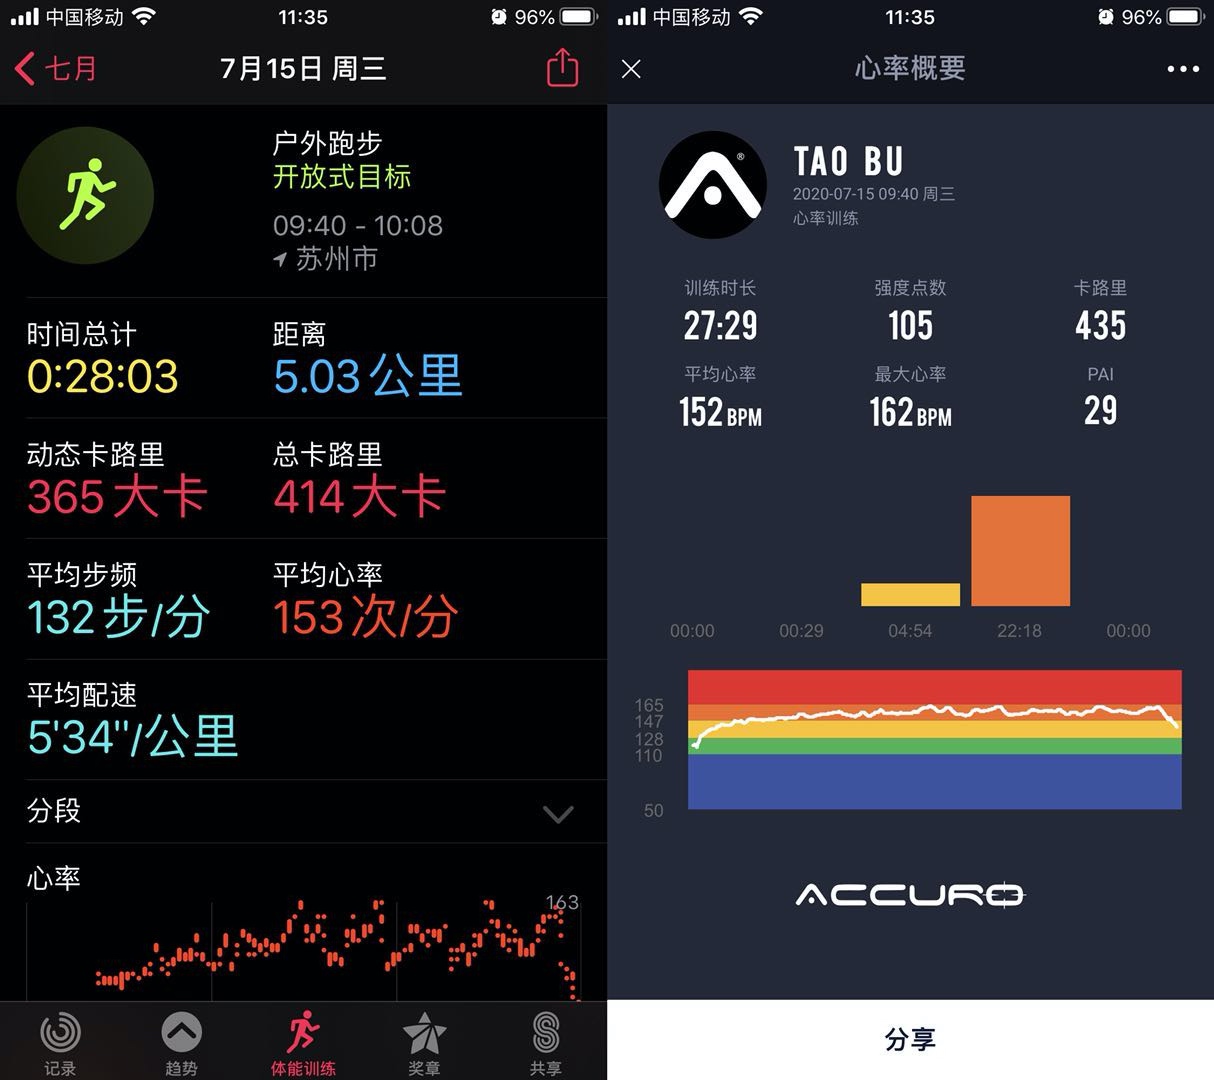 中国移动
11:35
96%
七月
7月15日 周三
户外跑步
开放式目标
09:40 - 10:08
苏州市
时间总计
0:28:03
距离
5.03公里
动态卡路里
365大卡
总卡路里
414大卡
平均步频
132步/分
平均心率
153次/分
平均配速
5'34''/公里
分段
心率
163
记录
趋势
体能训练
奖章
共享
中国移动
11:35
96%
心率概要
®
TAO BU
2020-07-15 09:40 周三
心率训练
训练时长
27:29
强度点数
105
卡路里
435
平均心率
152 BPM
最大心率
162 BPM
PAI
29
00:00
00:29
04:54
22:18
00:00
165
147
128
110
50
ACCURO
分享